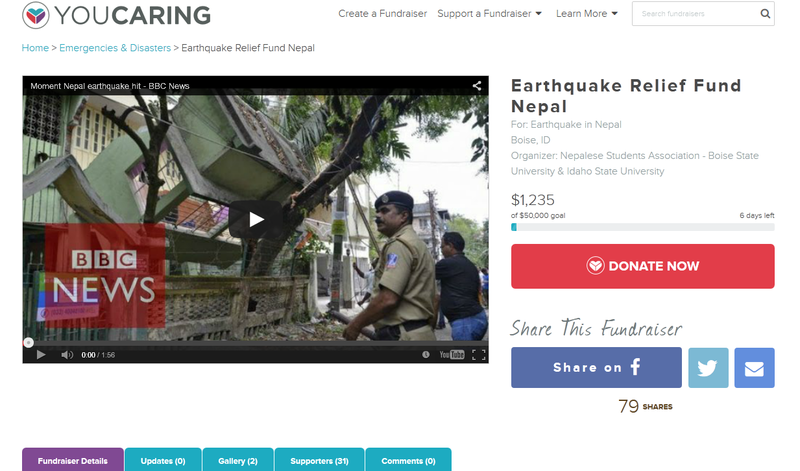 YOUCARING
Create a Fundraiser
Support a Fundraiser
Learn More
Search fundraisers
Home > Emergencies & Disasters > Earthquake Relief Fund Nepal
Moment Nepal earthquake hit - BBC News
BBC
NEWS
0:00 / 1:56
YouTube
Earthquake Relief Fund
Nepal
For: Earthquake in Nepal
Boise, ID
Organizer: Nepalese Students Association - Boise State
University & Idaho State University
$1,235
of $50,000 goal
6 days left
DONATE NOW
Share This Fundraiser
Share on f
79 SHARES
Fundraiser Details
Updates (0)
Gallery (2)
Supporters (31)
Comments (0)